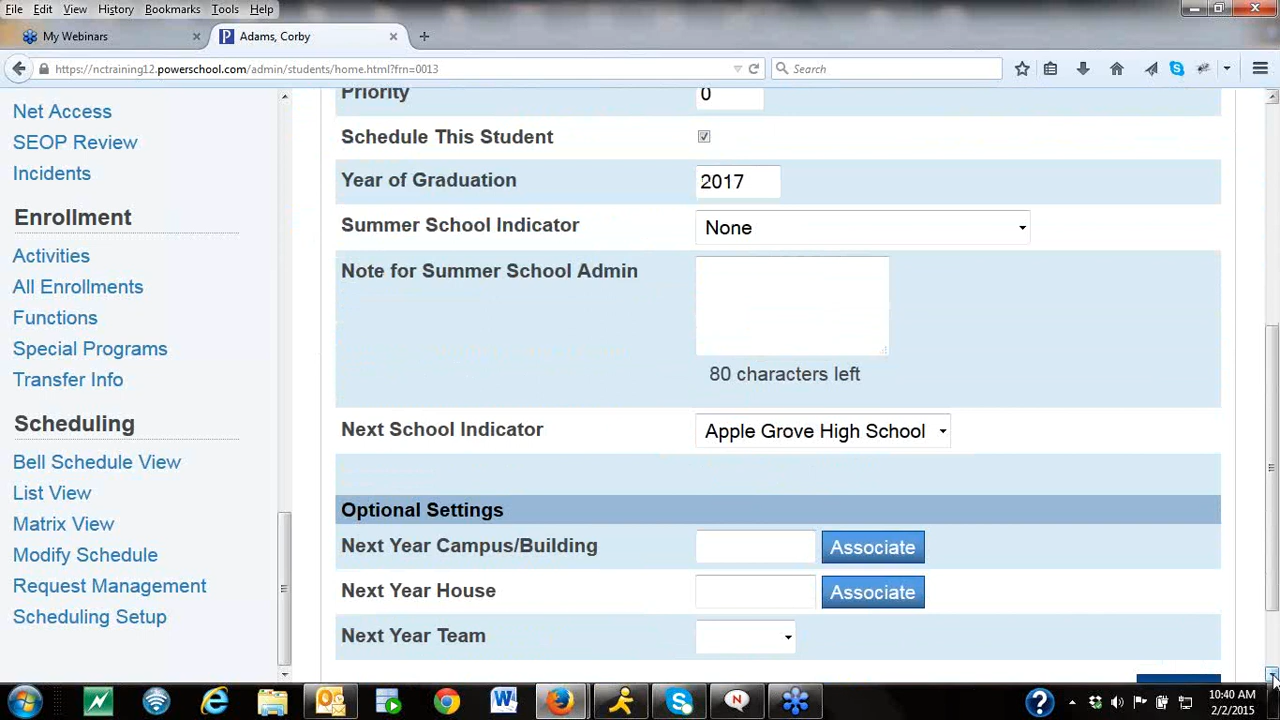 File Edit View History Bookmarks Tools Help
My Webinars
Adams, Corby
https://nctraining12.powerschool.com/admin/students/home.html?frn=0013
Search
Net Access
SEOP Review
Incidents
Enrollment
Activities
All Enrollments
Functions
Special Programs
Transfer Info
Scheduling
Bell Schedule View
List View
Matrix View
Modify Schedule
Request Management
Scheduling Setup
Priority 0
Schedule This Student
Year of Graduation 2017
Summer School Indicator None
Note for Summer School Admin
80 characters left
Next School Indicator Apple Grove High School
Optional Settings
Next Year Campus/Building Associate
Next Year House Associate
Next Year Team
10:40 AM
2/2/2015